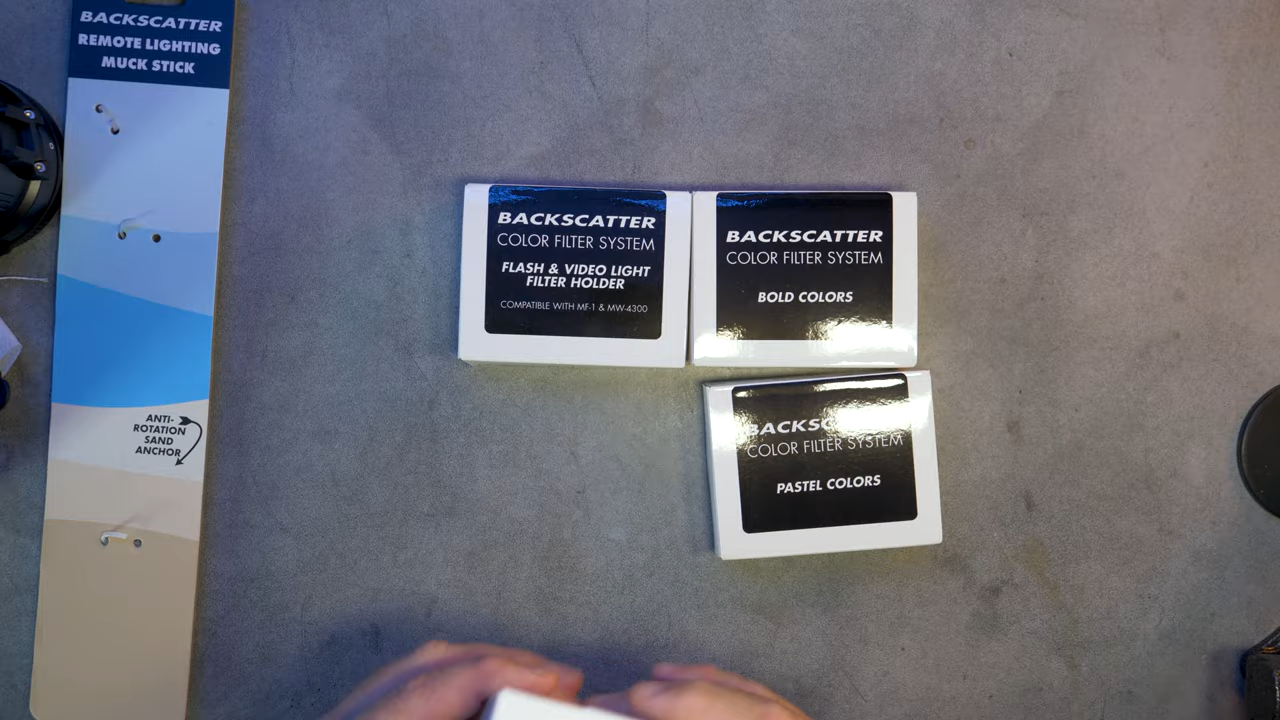 BACKSCATTER
REMOTE LIGHTING
MUCK STICK
ANTI-
ROTATION
SAND
ANCHOR
BACKSCATTER
COLOR FILTER SYSTEM
FLASH & VIDEO LIGHT
FILTER HOLDER
COMPATIBLE WITH MF-1 & MW-4300
BACKSCATTER
COLOR FILTER SYSTEM
BOLD COLORS
BACKSCATTER
COLOR FILTER SYSTEM
PASTEL COLORS